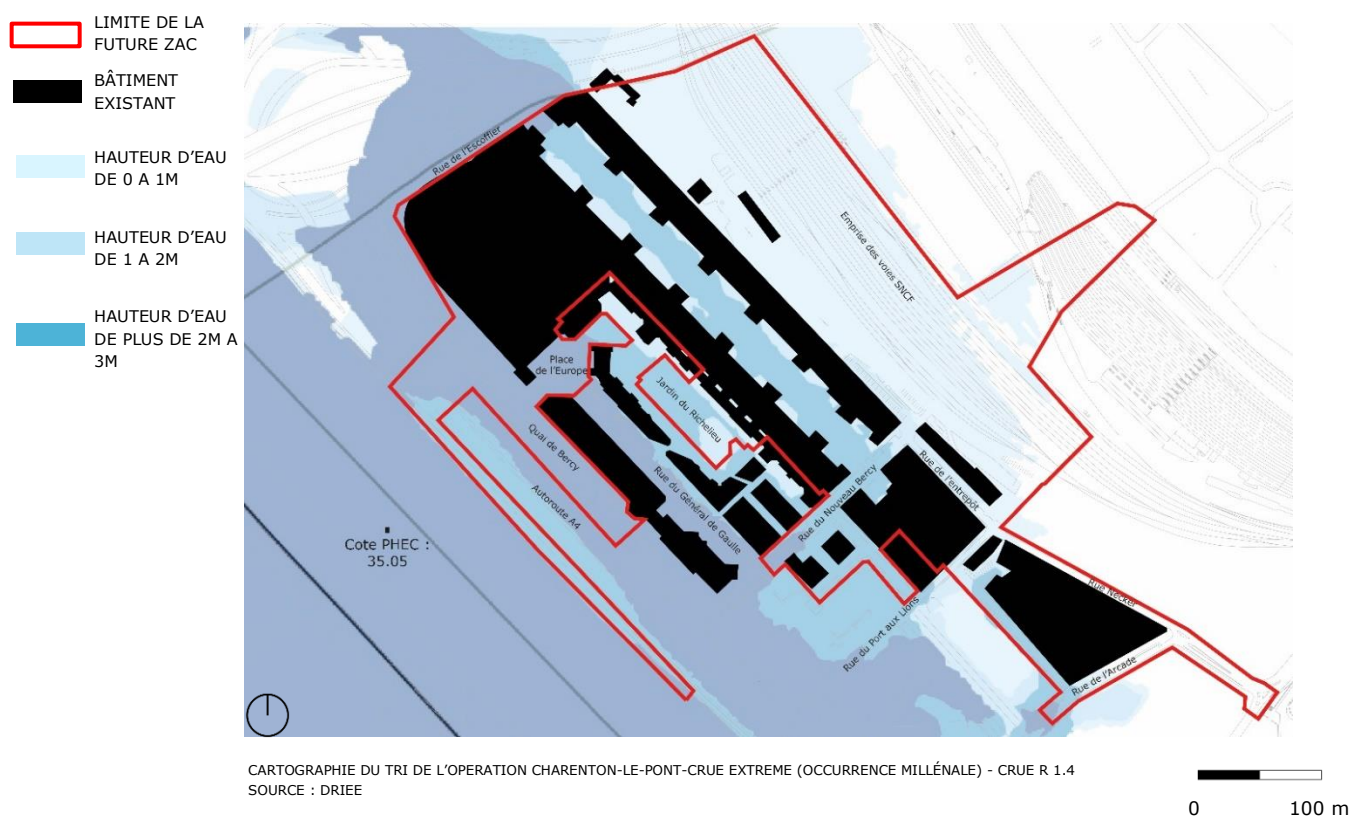 LIMITE DE LA
FUTURE ZAC
BÂTIMENT
EXISTANT
HAUTEUR D'EAU
DE 0 A 1M
HAUTEUR D'EAU
DE 1 A 2M
HAUTEUR D'EAU
DE PLUS DE 2M A
3M
Rue de l'Escoffier
Emprise des voies SNCF
Place
de l'Europe
Jardin du Richelieu
Quai de Bercy
Autoroute A4
Rue du Général de Gaulle
Rue du Nouveau Bercy
Rue de l'entrepôt
Cote PHEC :
35.05
Rue Necker
Rue du Port aux Lions
Rue de l'Arcade
CARTOGRAPHIE DU TRI DE L'OPERATION CHARENTON-LE-PONT-CRUE EXTREME (OCCURRENCE MILLÉNALE) - CRUE R 1.4
SOURCE : DRIEE
0 100 m